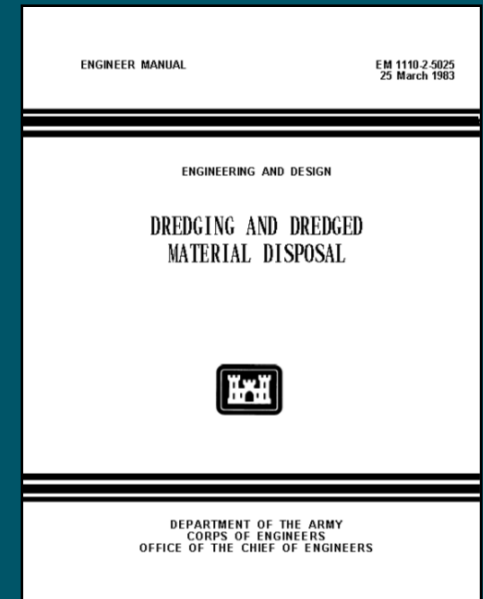 ENGINEER MANUAL
EM 1110-2-5025
25 March 1983
ENGINEERING AND DESIGN
DREDGING AND DREDGED
MATERIAL DISPOSAL
DEPARTMENT OF THE ARMY
CORPS OF ENGINEERS
OFFICE OF THE CHIEF OF ENGINEERS